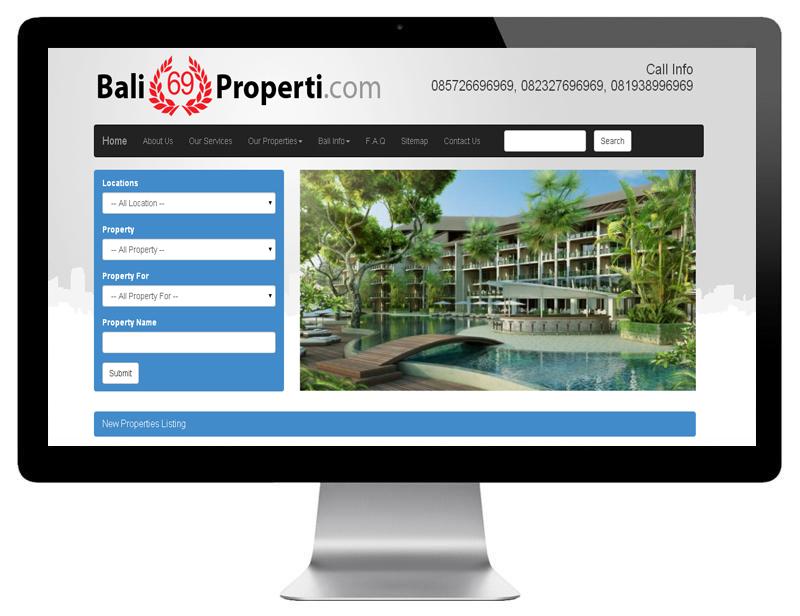 Bali 69 Properti.com
Call Info
085726696969, 082327696969, 081938996969
Home About Us Our Services Our Properties Bali Info F.A.Q Sitemap Contact Us Search
Locations
-- All Location --
Property
-- All Property --
Property For
-- All Property For --
Property Name
Submit
New Properties Listing